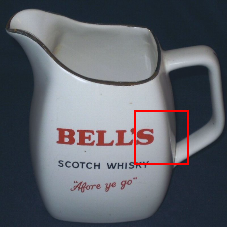 BELL'S
SCOTCH WHISKY
"Afore ye go"